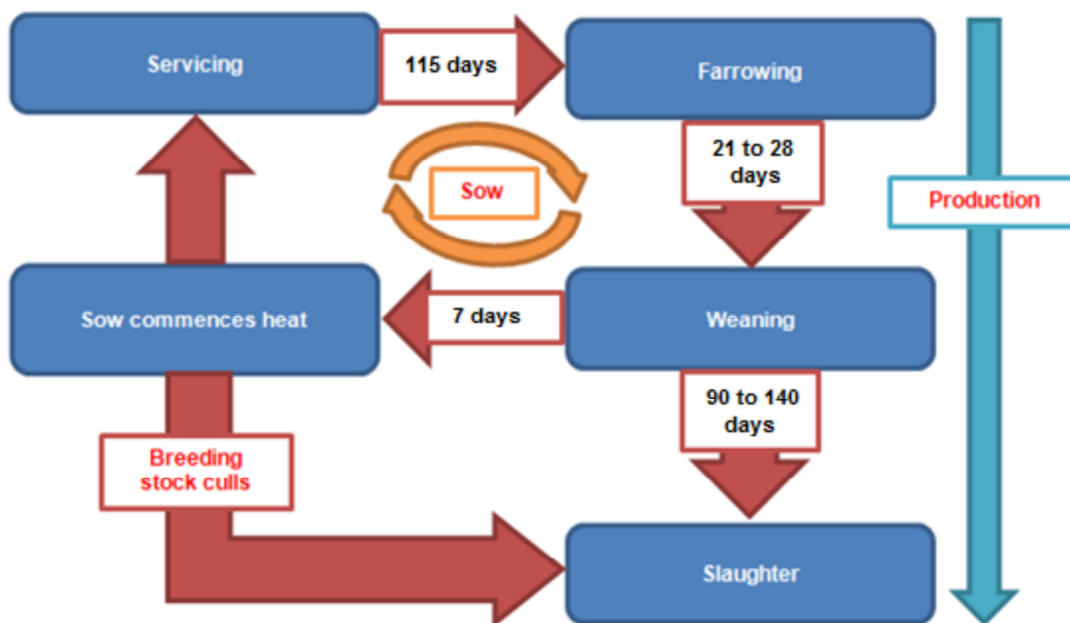 Servicing
115 days
Farrowing
21 to 28
days
Sow
Production
Sow commences heat
7 days
Weaning
90 to 140
days
Breeding
stock culls
Slaughter